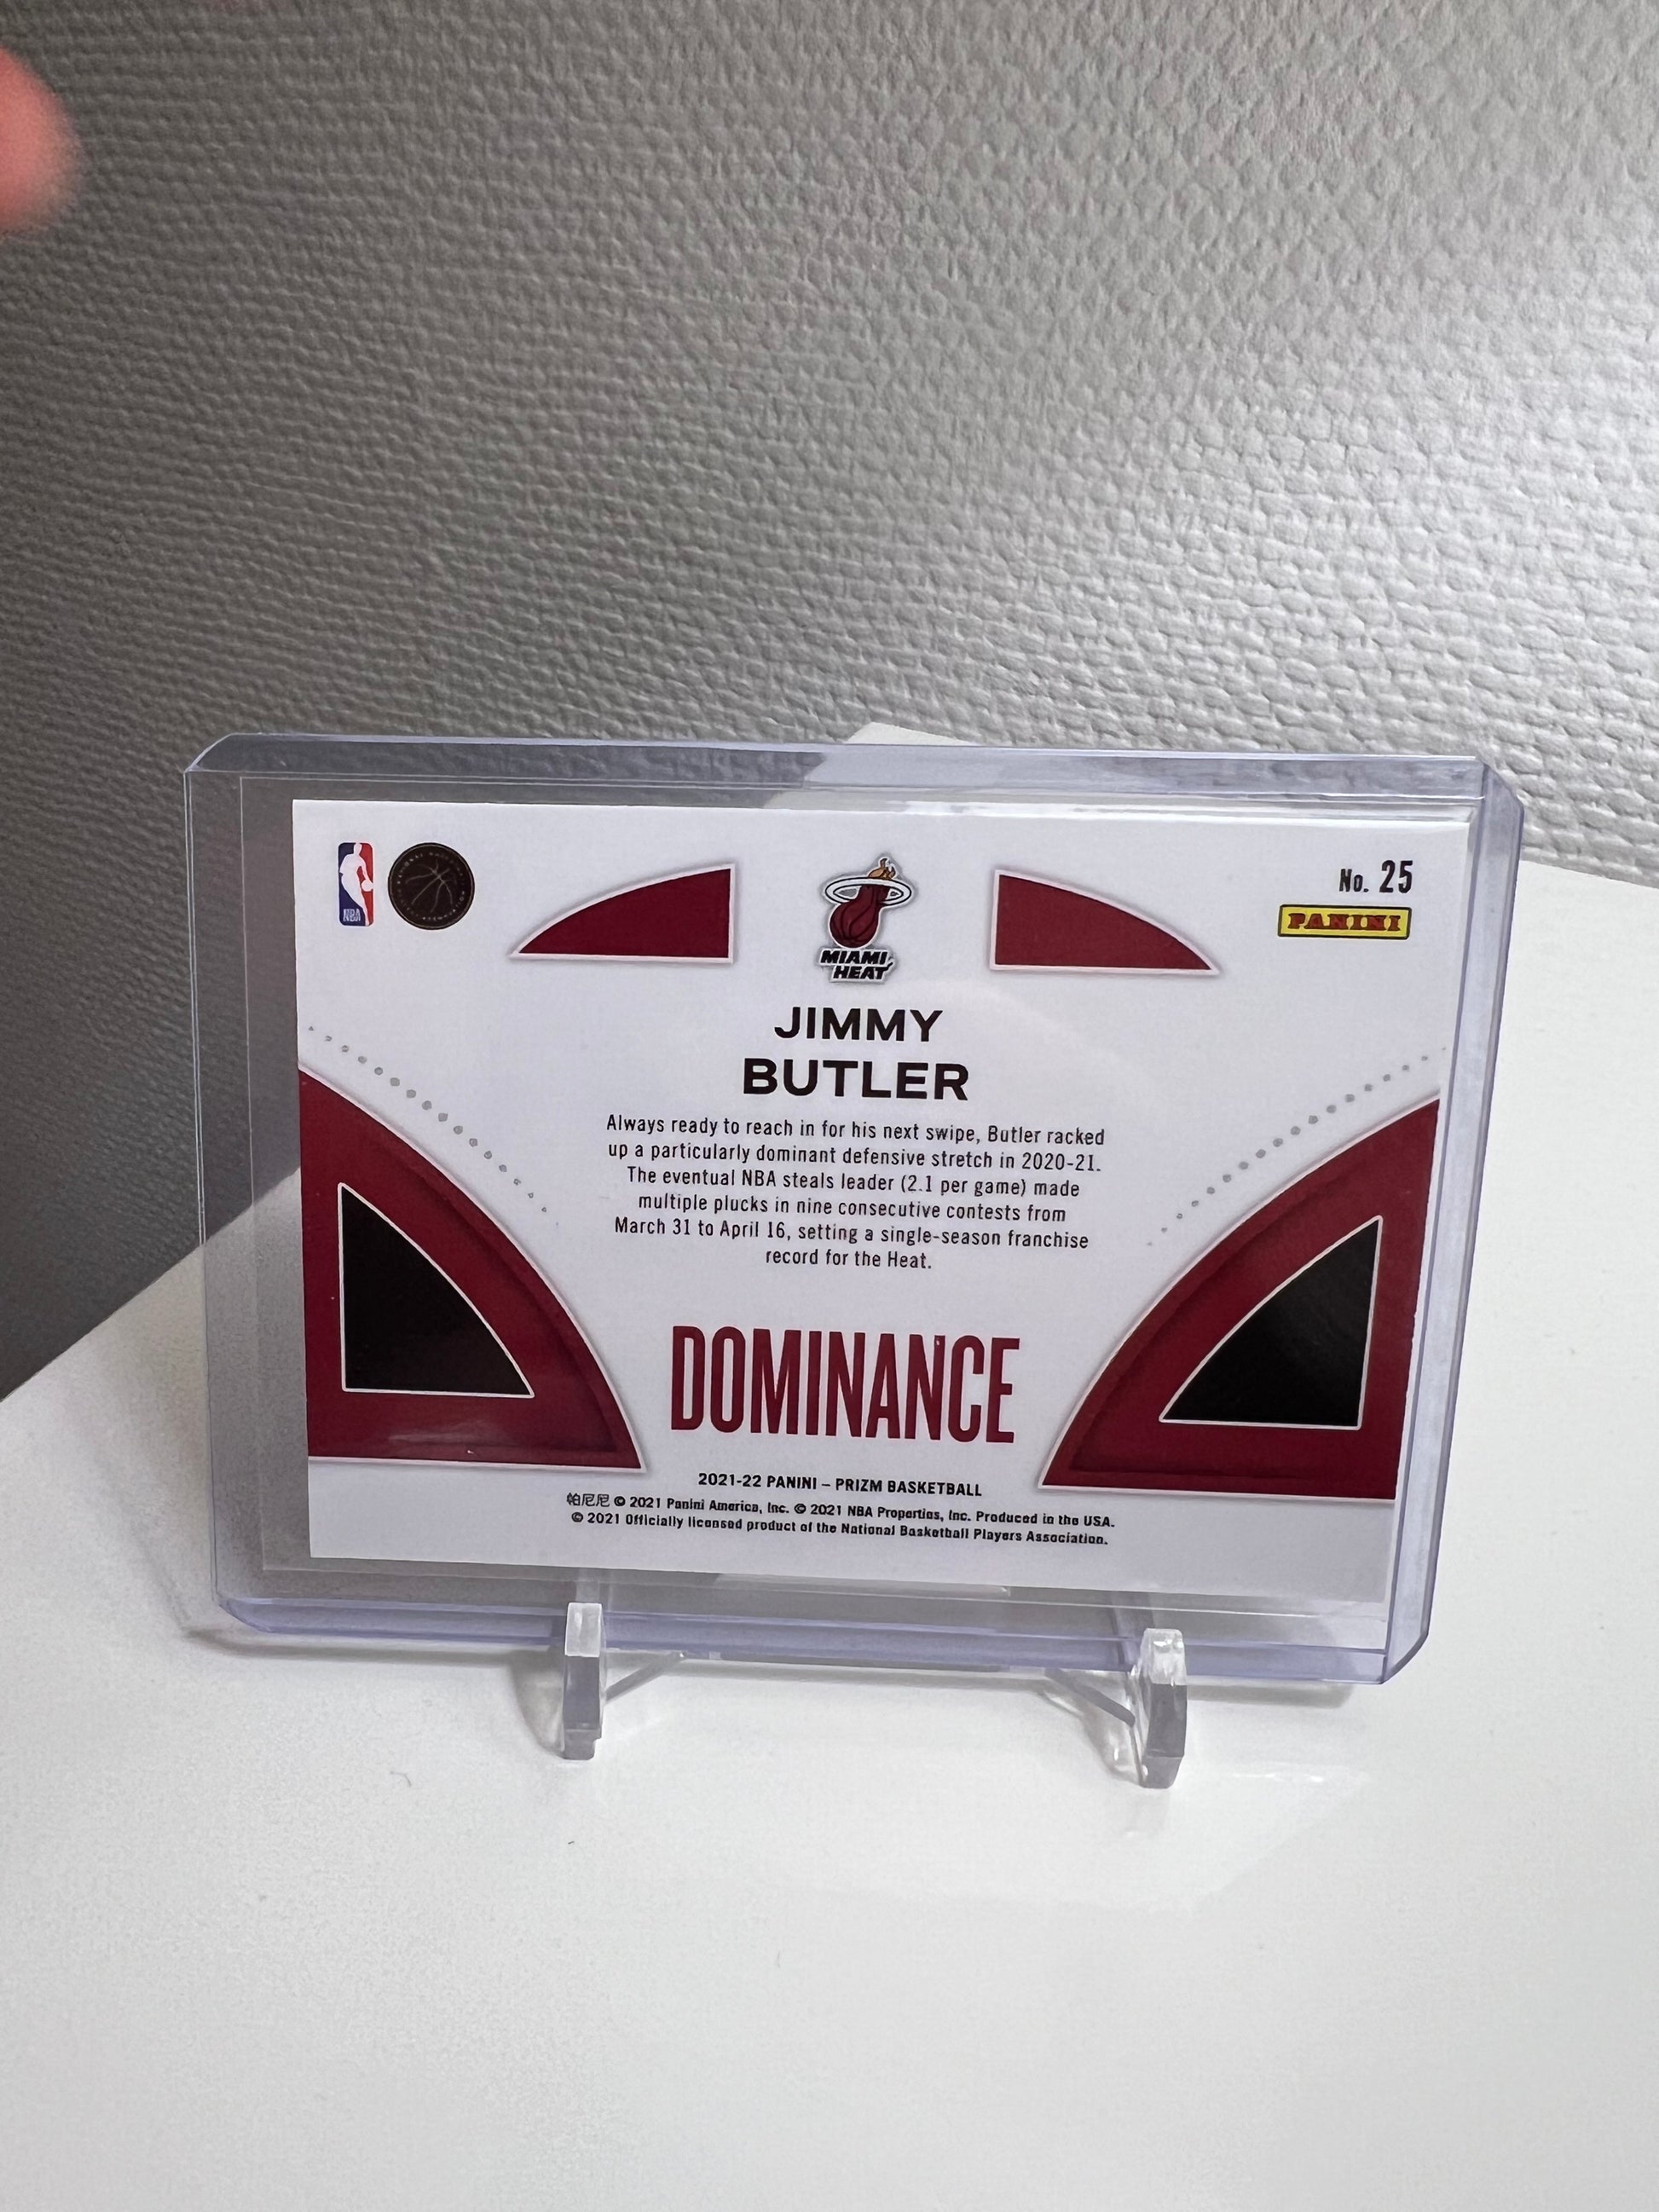 NBA
No. 25
PANINI
MIAMI
HEAT
JIMMY
BUTLER
Always ready to reach in for his next swipe, Butler racked
up a particularly dominant defensive stretch in 2020-21.
The eventual NBA steals leader (2.1 per game) made
multiple plucks in nine consecutive contests from
March 31 to April 16, setting a single-season franchise
record for the Heat.
DOMINANCE
2021-22 PANINI – PRIZM BASKETBALL
帕尼尼 © 2021 Panini America, Inc. © 2021 NBA Properties, Inc. Produced in the USA.
© 2021 Officially licensed product of the National Basketball Players Association.